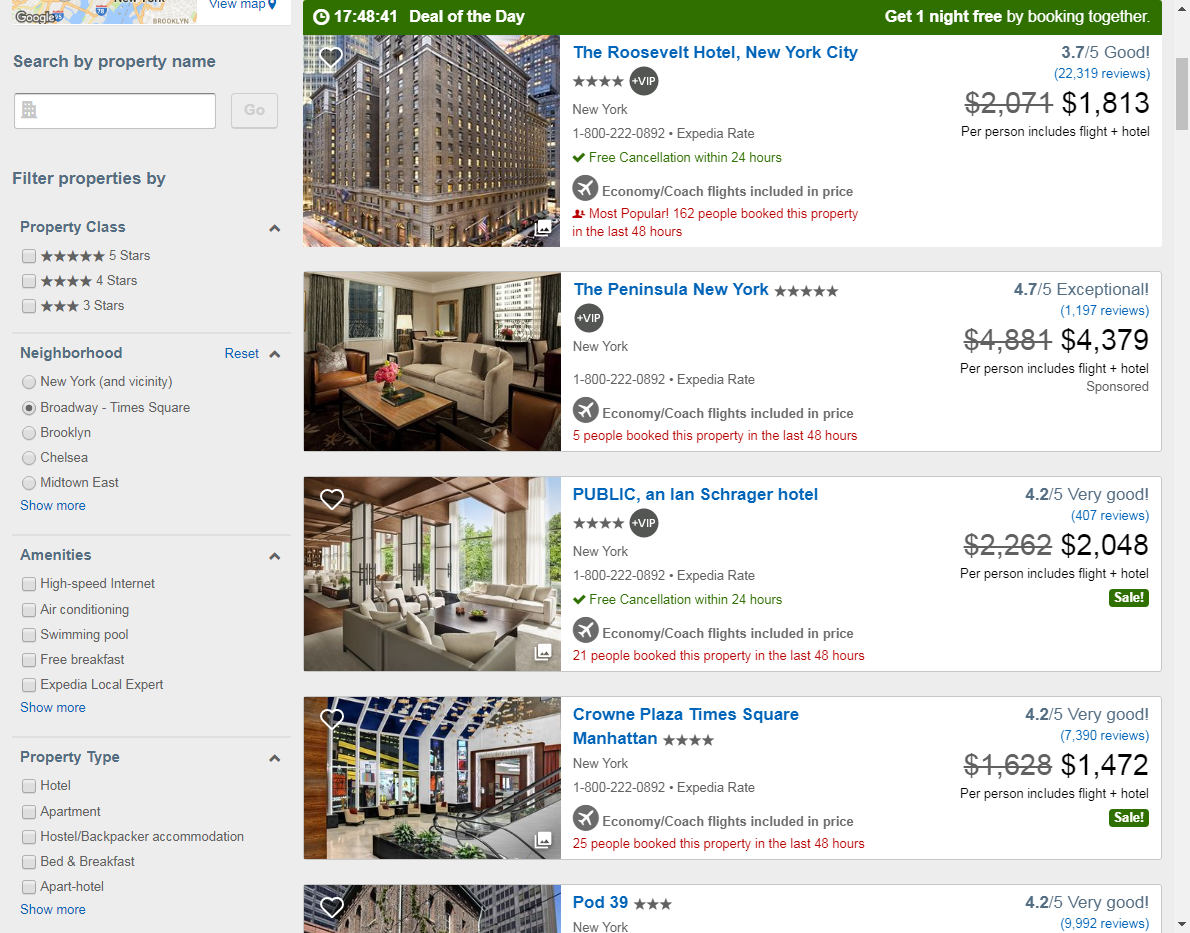 New York
Google
95
78
BROOKLYN
View map
Search by property name
Go
Filter properties by
Property Class
★★★★★ 5 Stars
★★★★ 4 Stars
★★★ 3 Stars
Neighborhood Reset
New York (and vicinity)
Broadway - Times Square
Brooklyn
Chelsea
Midtown East
Show more
Amenities
High-speed Internet
Air conditioning
Swimming pool
Free breakfast
Expedia Local Expert
Show more
Property Type
Hotel
Apartment
Hostel/Backpacker accommodation
Bed & Breakfast
Apart-hotel
Show more
17:48:41 Deal of the Day Get 1 night free by booking together.
The Roosevelt Hotel, New York City
★★★★ +VIP
New York
1-800-222-0892 • Expedia Rate
Free Cancellation within 24 hours
Economy/Coach flights included in price
Most Popular! 162 people booked this property
in the last 48 hours
3.7/5 Good!
(22,319 reviews)
$2,071 $1,813
Per person includes flight + hotel
The Peninsula New York ★★★★★
+VIP
New York
1-800-222-0892 • Expedia Rate
Economy/Coach flights included in price
5 people booked this property in the last 48 hours
4.7/5 Exceptional!
(1,197 reviews)
$4,881 $4,379
Per person includes flight + hotel
Sponsored
PUBLIC, an Ian Schrager hotel
★★★★ +VIP
New York
1-800-222-0892 • Expedia Rate
Free Cancellation within 24 hours
Economy/Coach flights included in price
21 people booked this property in the last 48 hours
4.2/5 Very good!
(407 reviews)
$2,262 $2,048
Per person includes flight + hotel
Sale!
Crowne Plaza Times Square
Manhattan ★★★★
New York
1-800-222-0892 • Expedia Rate
Economy/Coach flights included in price
25 people booked this property in the last 48 hours
4.2/5 Very good!
(7,390 reviews)
$1,628 $1,472
Per person includes flight + hotel
Sale!
Pod 39 ★★★
New York
4.2/5 Very good!
(9,992 reviews)